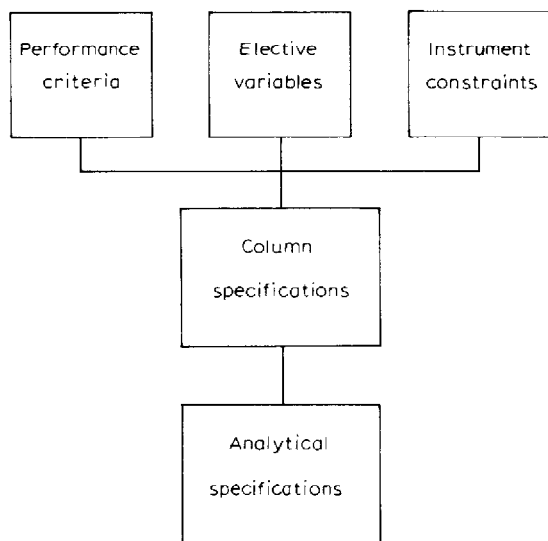 Performance
criteria
Elective
variables
Instrument
constraints
Column
specifications
Analytical
specifications